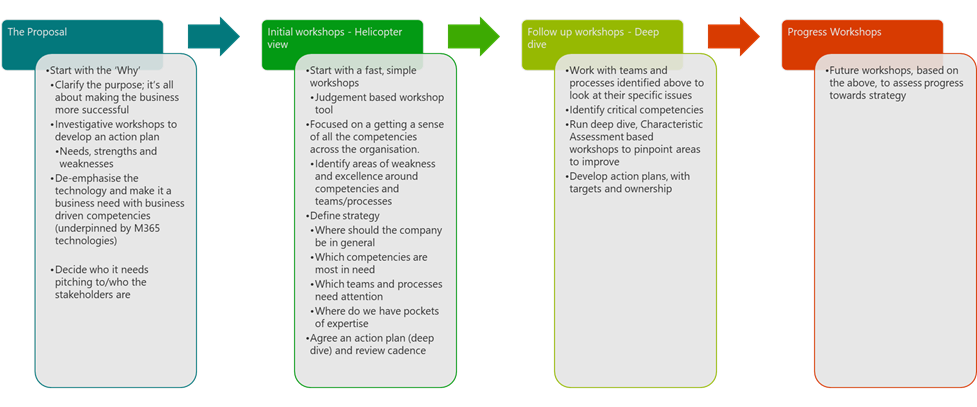 The Proposal
•Start with the 'Why'
•Clarify the purpose; it's all
about making the business
more successful
•Investigative workshops to
develop an action plan
•Needs, strengths and
weaknesses
•De-emphasise the
technology and make it a
business need with business
driven competencies
(underpinned by M365
technologies)
•Decide who it needs
pitching to/who the
stakeholders are
Initial workshops - Helicopter
view
•Start with a fast, simple
workshops
•Judgement based workshop
tool
•Focused on a getting a sense
of all the competencies
across the organisation.
•Identify areas of weakness
and excellence around
competencies and
teams/processes
•Define strategy
•Where should the company
be in general
•Which competencies are
most in need
•Which teams and processes
need attention
•Where do we have pockets
of expertise
•Agree an action plan (deep
dive) and review cadence
Follow up workshops - Deep
dive
•Work with teams and
processes identified above to
look at their specific issues
•Identify critical competencies
•Run deep dive, Characteristic
Assessment based
workshops to pinpoint areas
to improve
•Develop action plans, with
targets and ownership
Progress Workshops
•Future workshops, based on
the above, to assess progress
towards strategy